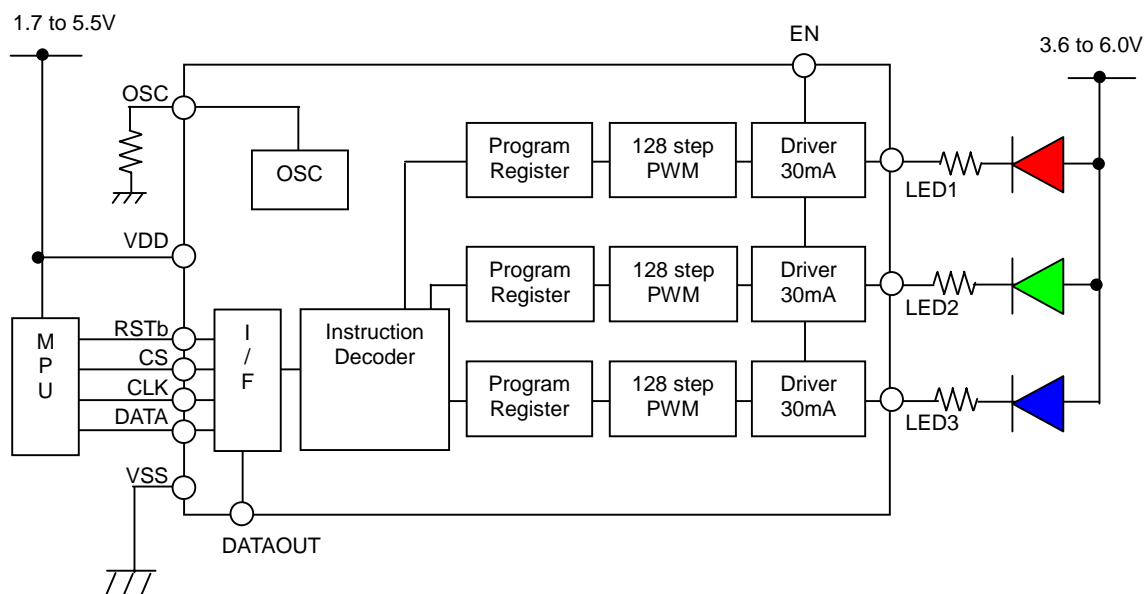 1.7 to 5.5V
EN
3.6 to 6.0V
OSC
OSC
Program
Register
128 step
PWM
Driver
30mA
LED1
VDD
Program
Register
128 step
PWM
Driver
30mA
LED2
M
P
U
RSTb
CS
CLK
DATA
I
/
F
Instruction
Decoder
Program
Register
128 step
PWM
Driver
30mA
LED3
VSS
DATAOUT